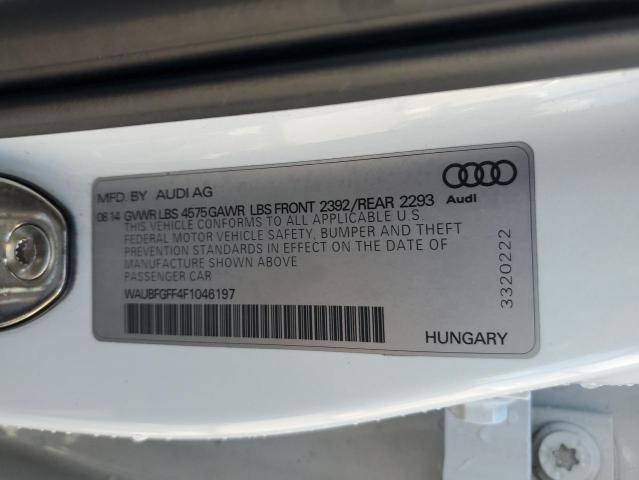 MFD. BY AUDI AG
08 14 GVWR LBS 4575 GAWR LBS FRONT 2392/REAR 2293
Audi
THIS VEHICLE CONFORMS TO ALL APPLICABLE U.S.
FEDERAL MOTOR VEHICLE SAFETY, BUMPER AND THEFT
PREVENTION STANDARDS IN EFFECT ON THE DATE OF
MANUFACTURE SHOWN ABOVE
PASSENGER CAR
WAUBFGFF4F1046197
3320222
HUNGARY